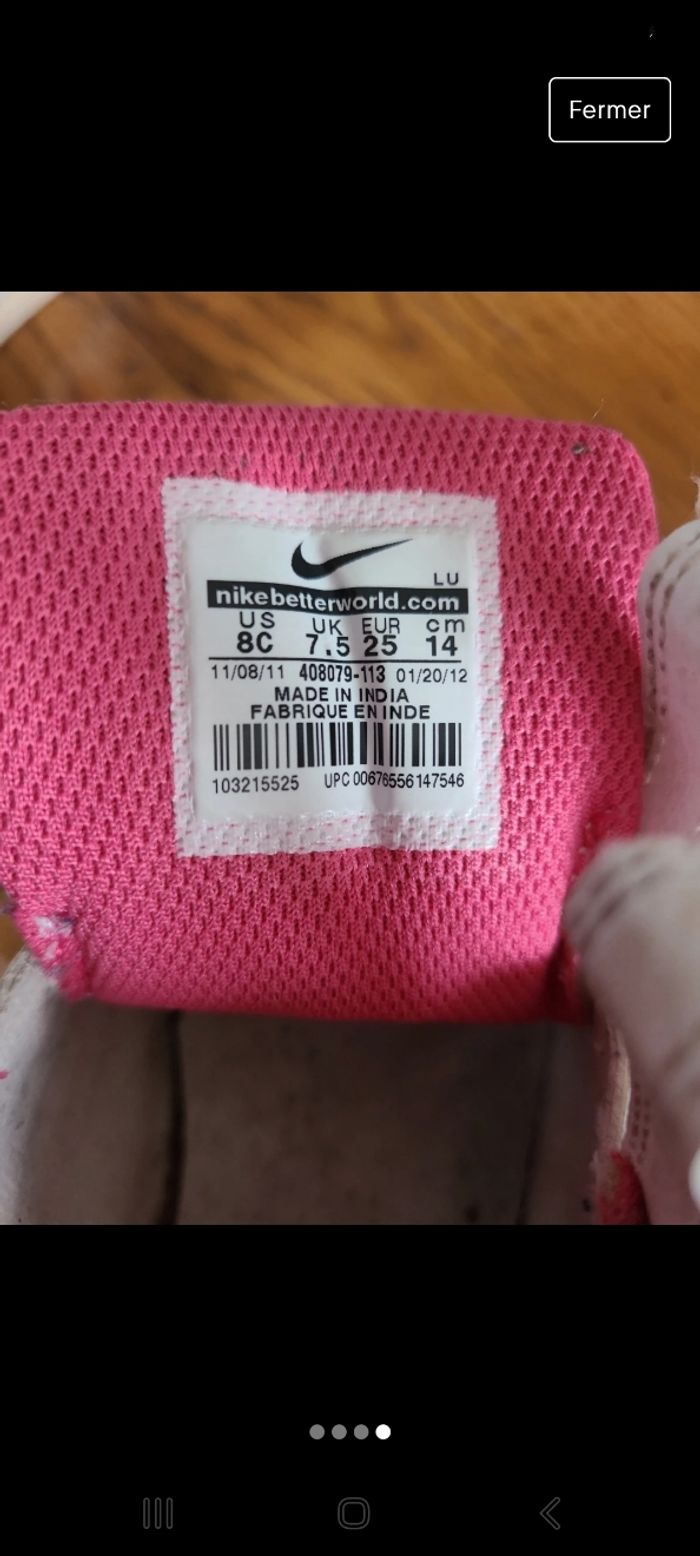 Fermer
LU
nikebetterworld.com
US UK EUR cm
8C 7.5 25 14
11/08/11 408079-113 01/20/12
MADE IN INDIA
FABRIQUE EN INDE
103215525 UPC 00676556147546